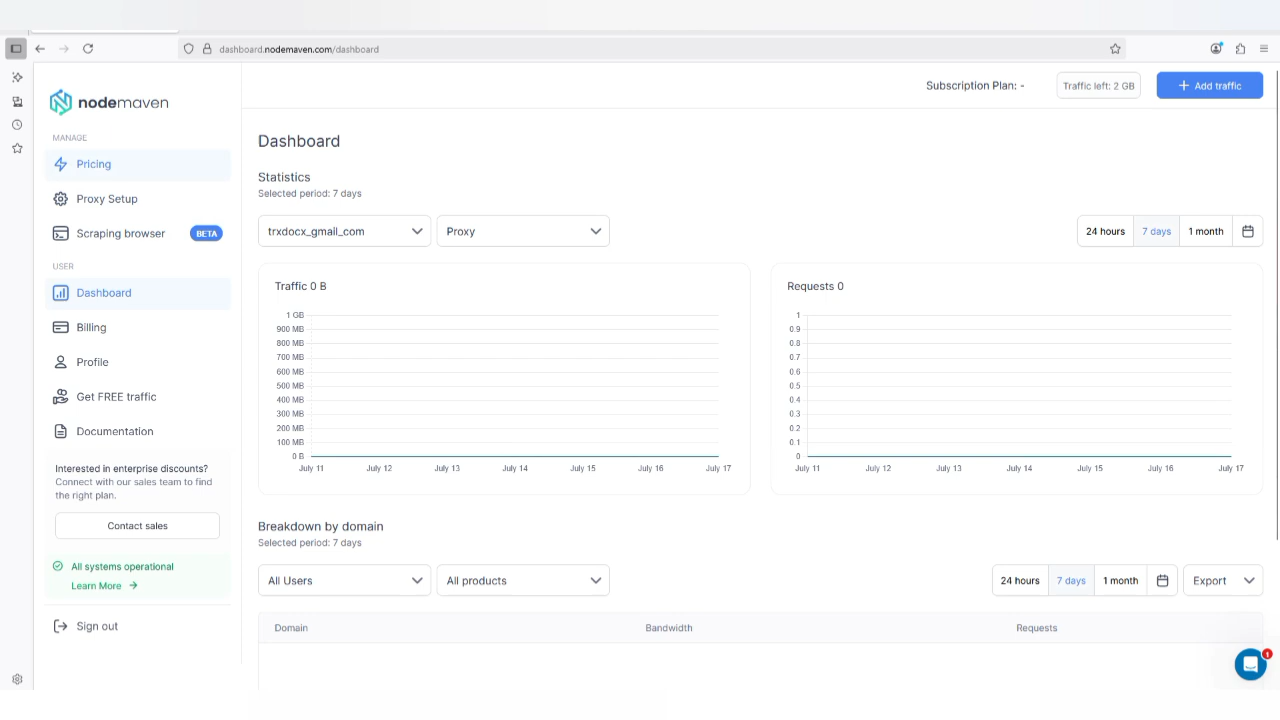 dashboard.nodemaven.com/dashboard
nodemaven
Subscription Plan: -
Traffic left: 2 GB
+ Add traffic
MANAGE
Pricing
Proxy Setup
Scraping browser BETA
USER
Dashboard
Billing
Profile
Get FREE traffic
Documentation
Interested in enterprise discounts?
Connect with our sales team to find
the right plan.
Contact sales
All systems operational
Learn More →
Sign out
Dashboard
Statistics
Selected period: 7 days
trxdocx_gmail_com
Proxy
24 hours 7 days 1 month
Traffic 0 B
1 GB
900 MB
800 MB
700 MB
600 MB
500 MB
400 MB
300 MB
200 MB
100 MB
0 B
July 11 July 12 July 13 July 14 July 15 July 16 July 17
Requests 0
1
0.9
0.8
0.7
0.6
0.5
0.4
0.3
0.2
0.1
0
July 11 July 12 July 13 July 14 July 15 July 16 July 17
Breakdown by domain
Selected period: 7 days
All Users
All products
24 hours 7 days 1 month
Export
Domain Bandwidth Requests
1